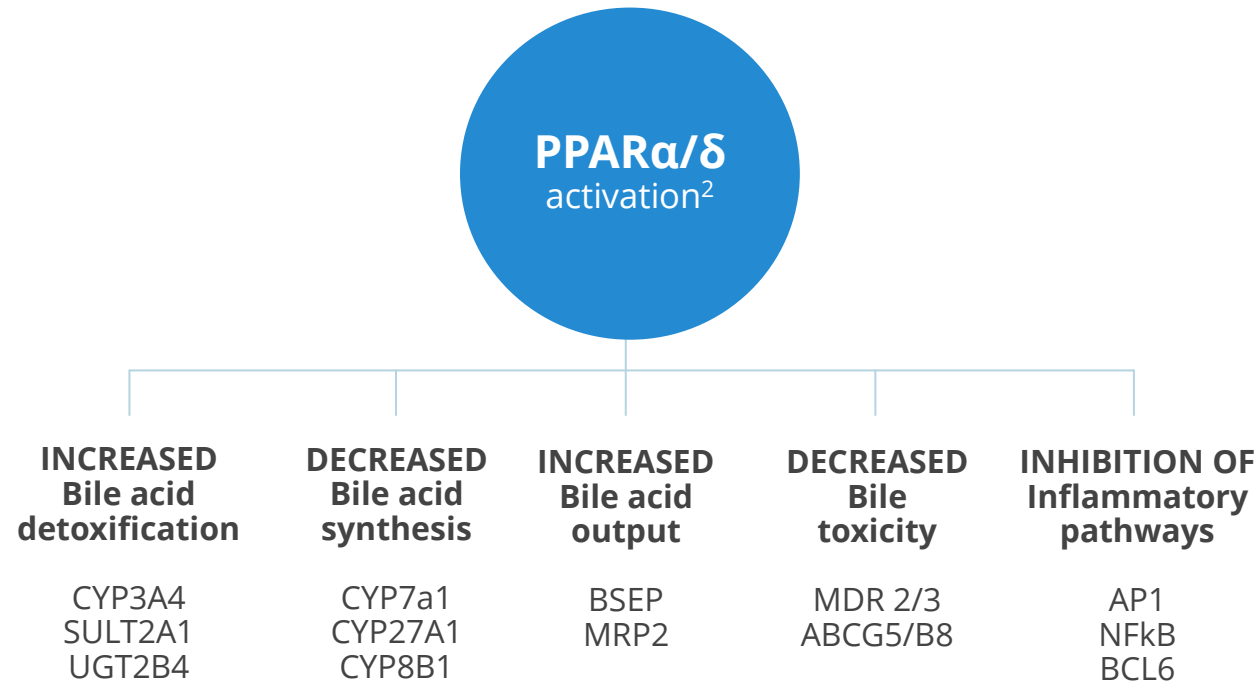 PPARα/δ
activation²
INCREASED
Bile acid
detoxification
CYP3A4
SULT2A1
UGT2B4
DECREASED
Bile acid
synthesis
CYP7a1
CYP27A1
CYP8B1
INCREASED
Bile acid
output
BSEP
MRP2
DECREASED
Bile
toxicity
MDR 2/3
ABCG5/B8
INHIBITION OF
Inflammatory
pathways
AP1
NFkB
BCL6